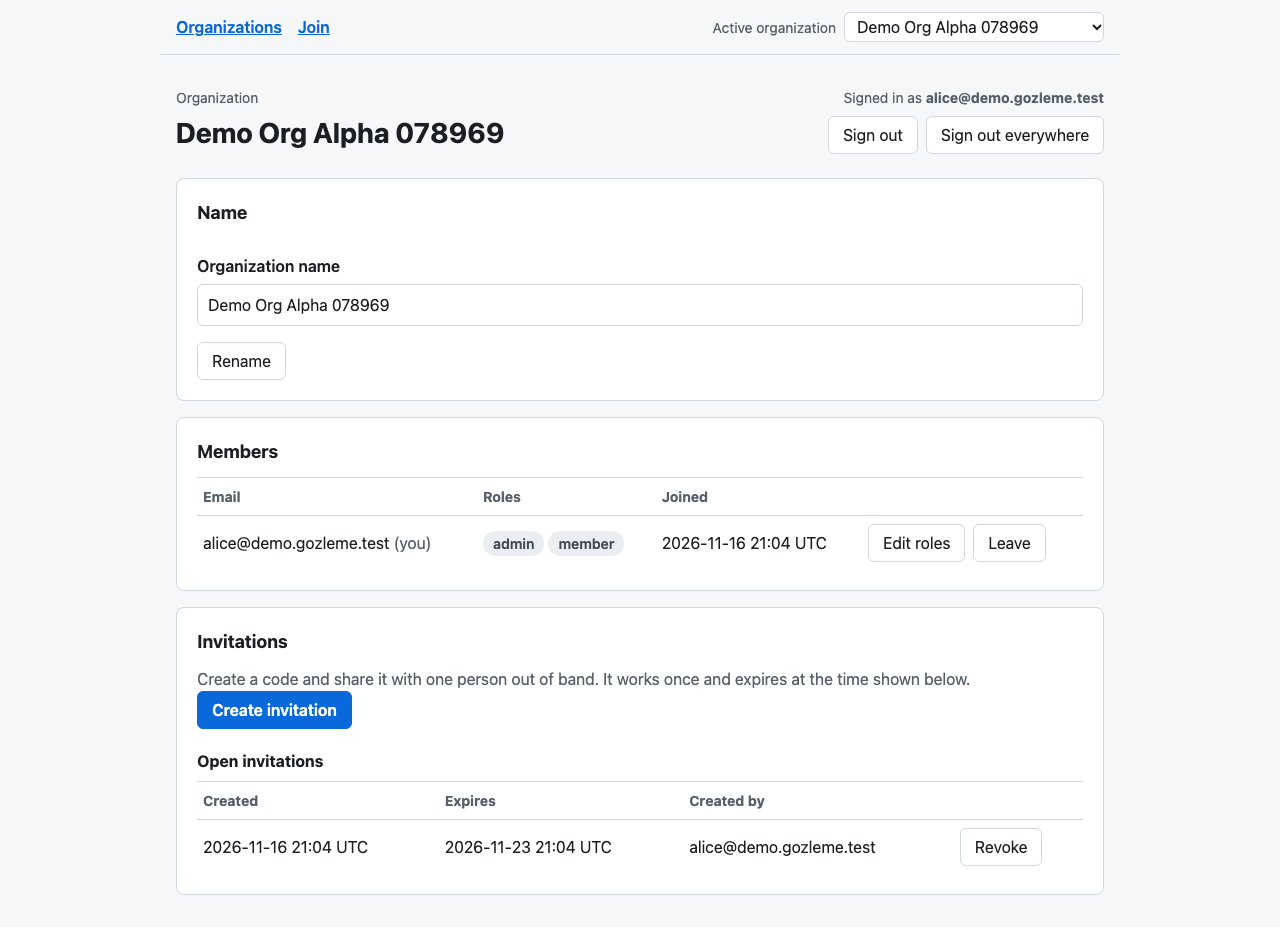 Organizations Join Active organization Demo Org Alpha 078969
Organization Signed in as alice@demo.gozleme.test
Demo Org Alpha 078969 Sign out Sign out everywhere
Name
Organization name
Demo Org Alpha 078969
Rename
Members
Email Roles Joined
alice@demo.gozleme.test (you) admin member 2026-11-16 21:04 UTC Edit roles Leave
Invitations
Create a code and share it with one person out of band. It works once and expires at the time shown below.
Create invitation
Open invitations
Created Expires Created by
2026-11-16 21:04 UTC 2026-11-23 21:04 UTC alice@demo.gozleme.test Revoke